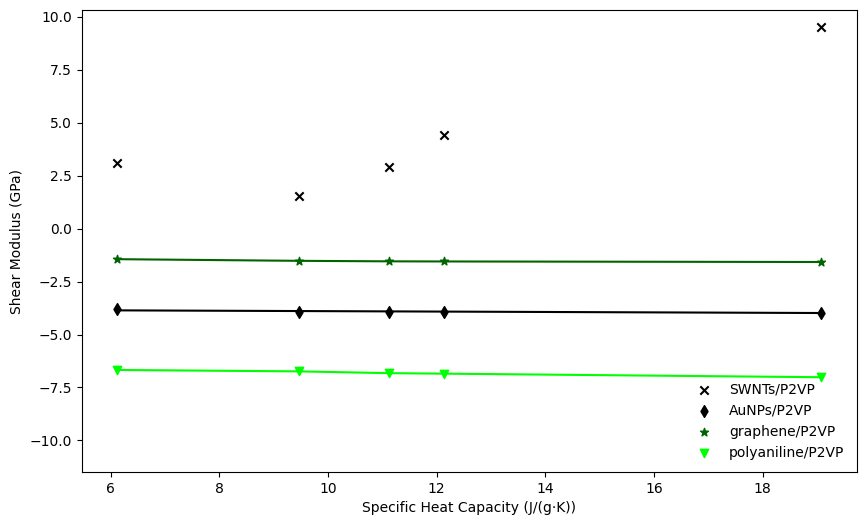 10.0
7.5
5.0
2.5
0.0
−2.5
−5.0
−7.5
−10.0
Shear Modulus (GPa)
SWNTs/P2VP
AuNPs/P2VP
graphene/P2VP
polyaniline/P2VP
6 8 10 12 14 16 18
Specific Heat Capacity (J/(g·K))